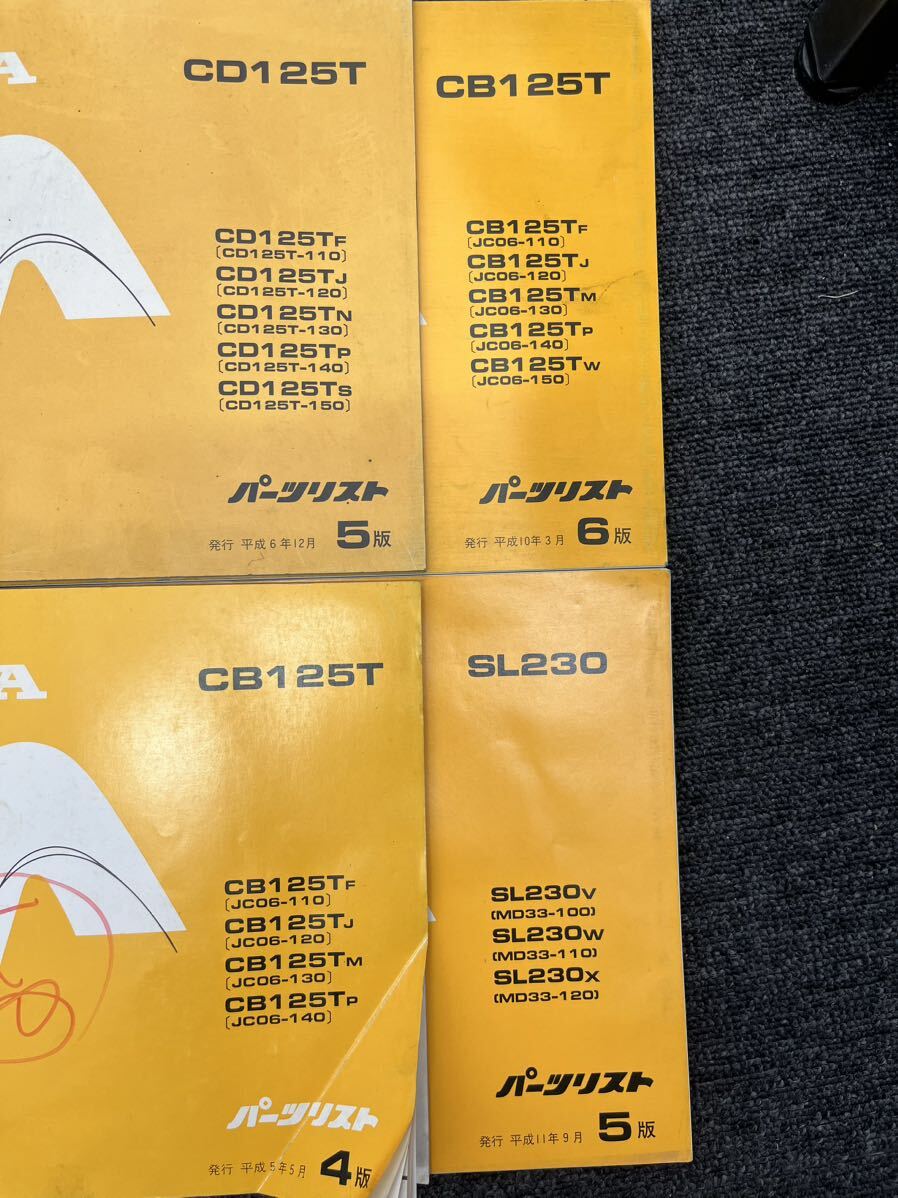 A
CD125T
CD125TF
(CD125T-110)
CD125TJ
(CD125T-120)
CD125TN
(CD125T-130)
CD125TP
(CD125T-140)
CD125TS
(CD125T-150)
パーツリスト
発行 平成6年12月 5版
CB125T
CB125TF
(JC06-110)
CB125TJ
(JC06-120)
CB125TM
(JC06-130)
CB125TP
(JC06-140)
CB125TW
(JC06-150)
パーツリスト
発行 平成10年3月 6版
A
CB125T
CB125TF
(JC06-110)
CB125TJ
(JC06-120)
CB125TM
(JC06-130)
CB125TP
(JC06-140)
パーツリスト
発行 平成5年5月 4版
SL230
SL230V
(MD33-100)
SL230W
(MD33-110)
SL230X
(MD33-120)
パーツリスト
発行 平成11年9月 5版